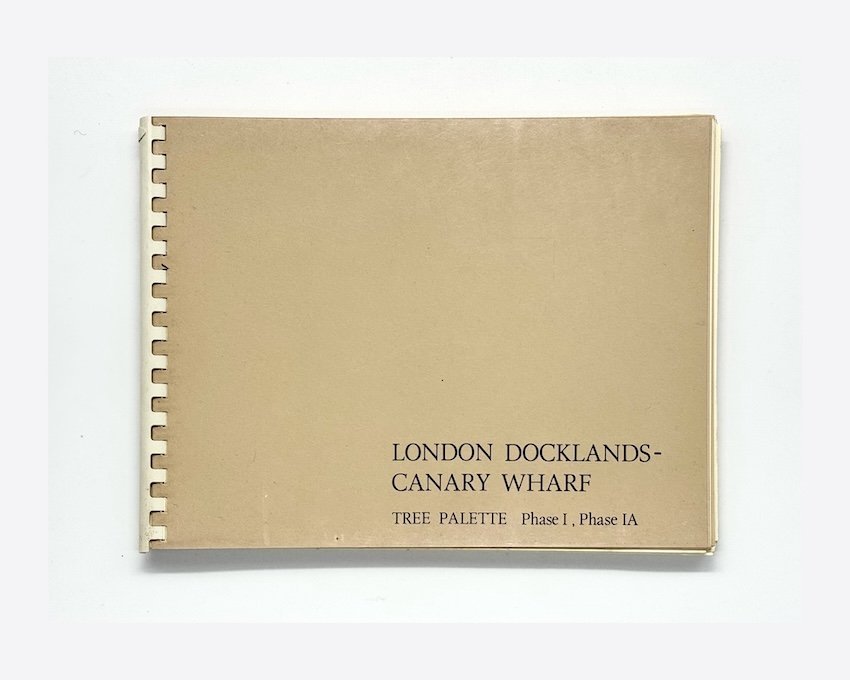 LONDON DOCKLANDS-
CANARY WHARF
TREE PALETTE Phase I, Phase IA